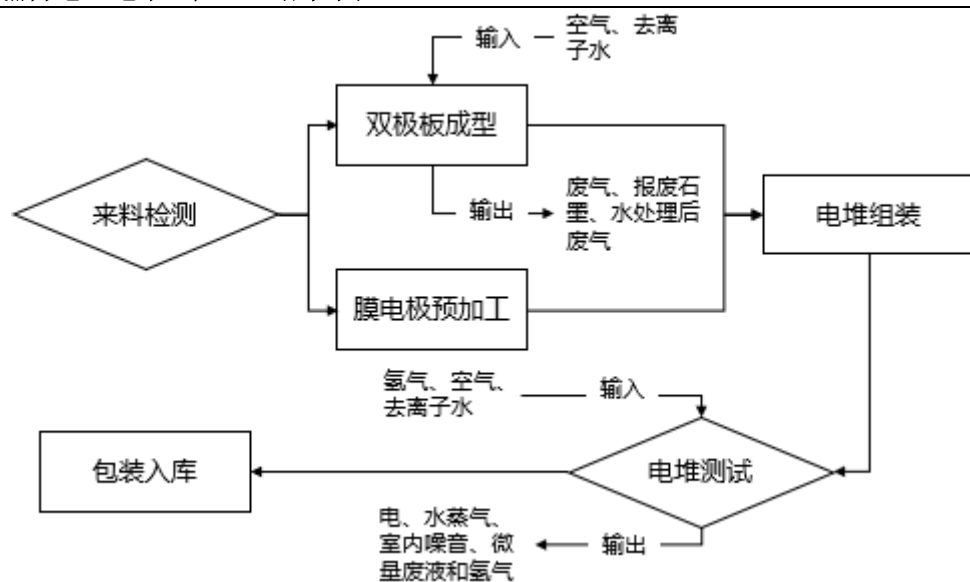 输入
空气、去离
子水
双极板成型
来料检测
输出
废气、报废石
墨、水处理后
废气
电堆组装
膜电极预加工
氢气、空气、
去离子水
输入
包装入库
电堆测试
电、水蒸气、
室内噪音、微
量废液和氢气
输出